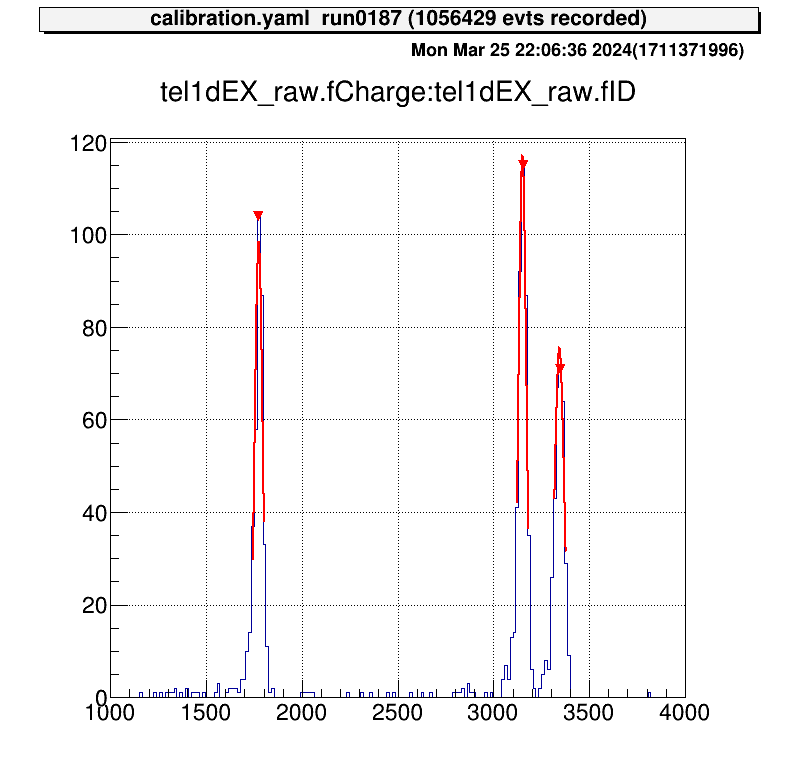 calibration.yaml run0187 (1056429 evts recorded)
Mon Mar 25 22:06:36 2024(1711371996)
tel1dEX_raw.fCharge:tel1dEX_raw.fID
120
100
80
60
40
20
0
1000 1500 2000 2500 3000 3500 4000